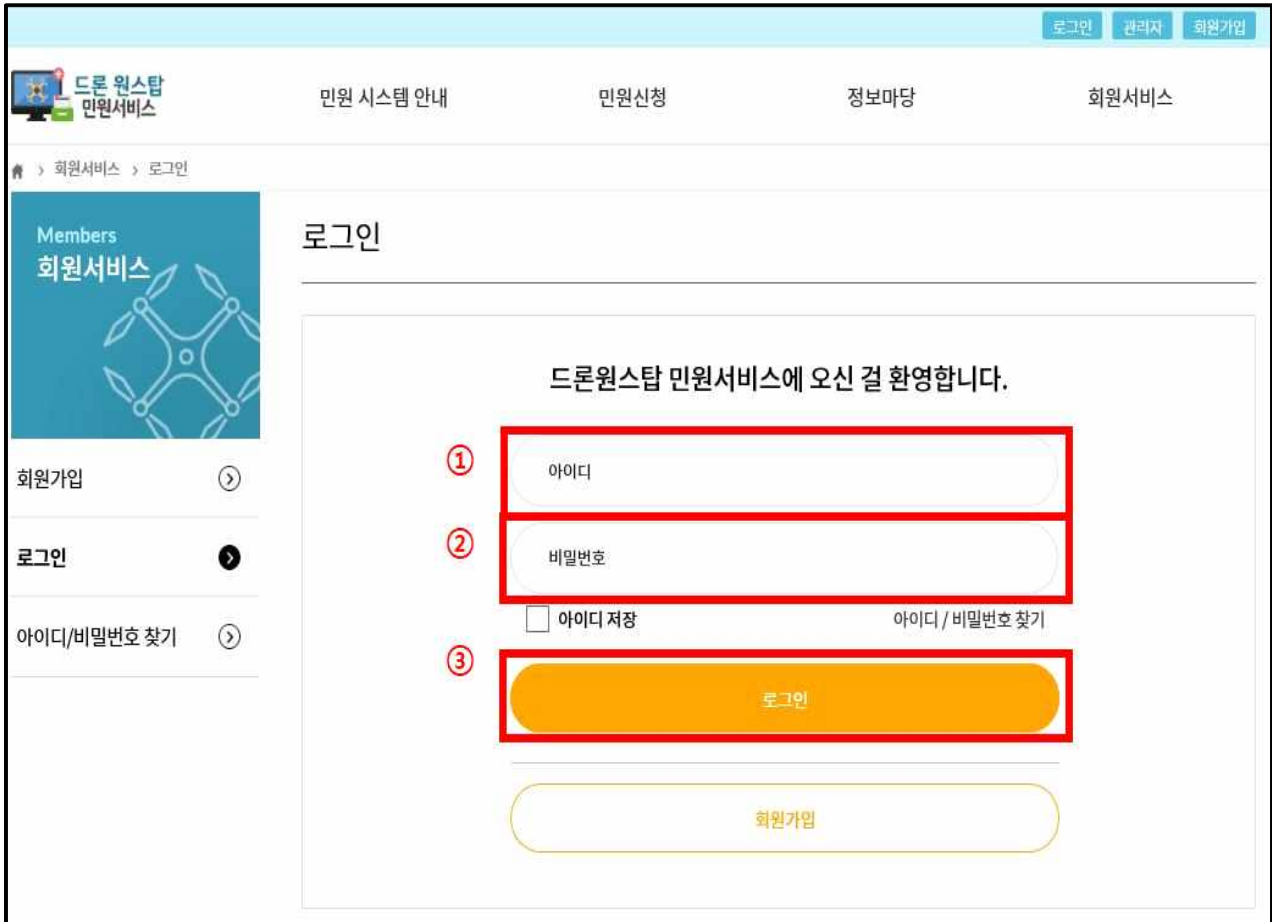 로그인 관리자 회원가입
드론 원스탑
민원서비스
민원 시스템 안내 민원신청 정보마당 회원서비스
› 회원서비스 › 로그인
Members
회원서비스
회원가입
로그인
아이디/비밀번호 찾기
로그인
드론원스탑 민원서비스에 오신 걸 환영합니다.
① 아이디
② 비밀번호
아이디 저장 아이디 / 비밀번호 찾기
③ 로그인
회원가입